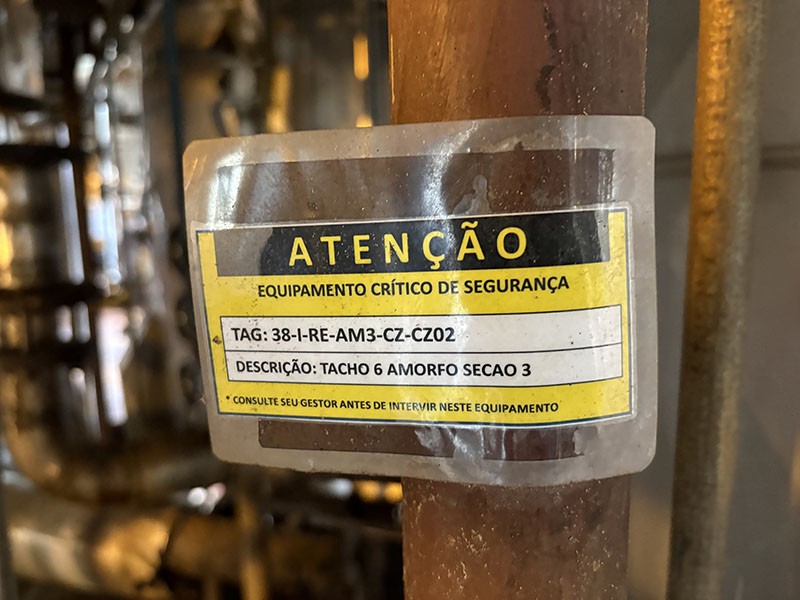 ATENÇÃO
EQUIPAMENTO CRÍTICO DE SEGURANÇA
TAG: 38-I-RE-AM3-CZ-CZ02
DESCRIÇÃO: TACHO 6 AMORFO SECAO 3
* CONSULTE SEU GESTOR ANTES DE INTERVIR NESTE EQUIPAMENTO